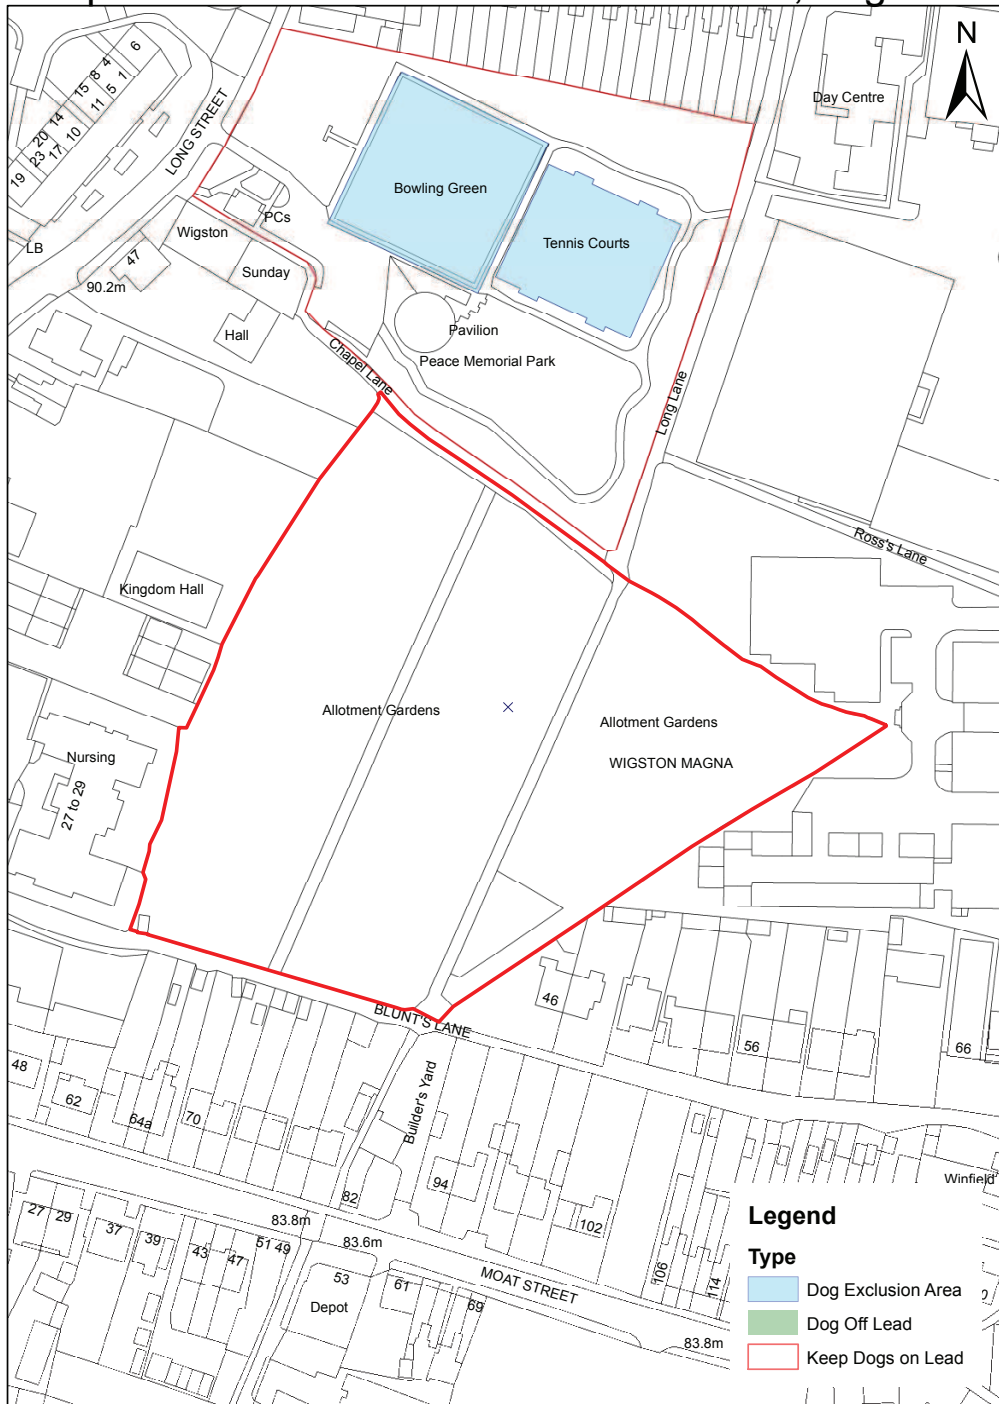 N
Day Centre
LONG STREET
6
4
8
1
15
5
11
14
10
20
17
23
19
Bowling Green
Tennis Courts
PCs
Wigston
Sunday
LB
47
90.2m
Hall
Pavilion
Peace Memorial Park
Chapel Lane
Long Lane
Ross's Lane
Kingdom Hall
Allotment Gardens
Allotment Gardens
WIGSTON MAGNA
Nursing
27 to 29
BLUNT'S LANE
46
56
66
48
62
64a
70
Builder's Yard
82
94
102
106
114
Winfield
27
29
37
39
43
47
51 49
83.8m
83.6m
53
61
69
Depot
MOAT STREET
83.8m
Legend
Type
Dog Exclusion Area
Dog Off Lead
Keep Dogs on Lead